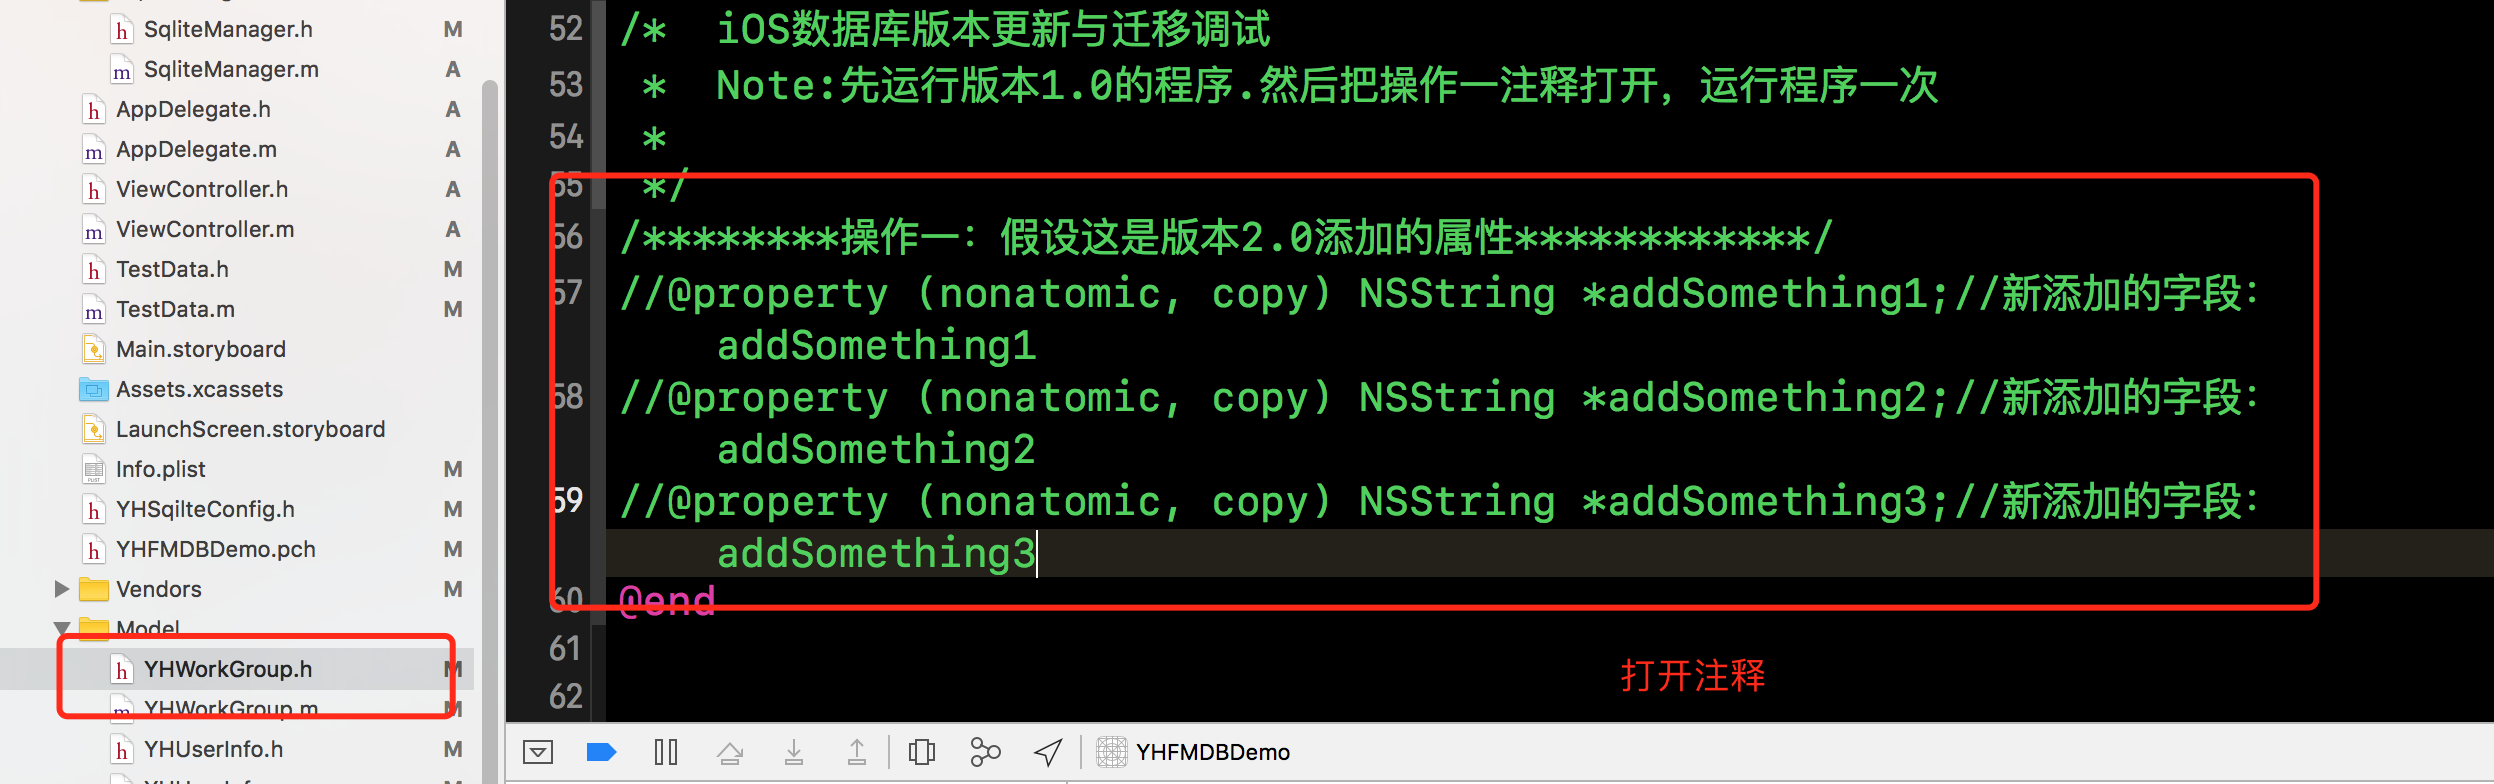 SqliteManager.h M
SqliteManager.m A
AppDelegate.h A
AppDelegate.m A
ViewController.h A
ViewController.m A
TestData.h M
TestData.m M
Main.storyboard
Assets.xcassets
LaunchScreen.storyboard
Info.plist M
YHSqilteConfig.h M
YHFMDBDemo.pch M
Vendors M
Model
YHWorkGroup.h M
YHWorkGroup.m M
YHUserInfo.h M
52 /* iOS数据库版本更新与迁移调试
53 * Note:先运行版本1.0的程序.然后把操作一注释打开，运行程序一次
54 *
55 */
56 /********操作一：假设这是版本2.0添加的属性************/
57 //@property (nonatomic, copy) NSString *addSomething1;//新添加的字段：
addSomething1
58 //@property (nonatomic, copy) NSString *addSomething2;//新添加的字段：
addSomething2
59 //@property (nonatomic, copy) NSString *addSomething3;//新添加的字段：
addSomething3
60 @end
61
62
打开注释
YHFMDBDemo